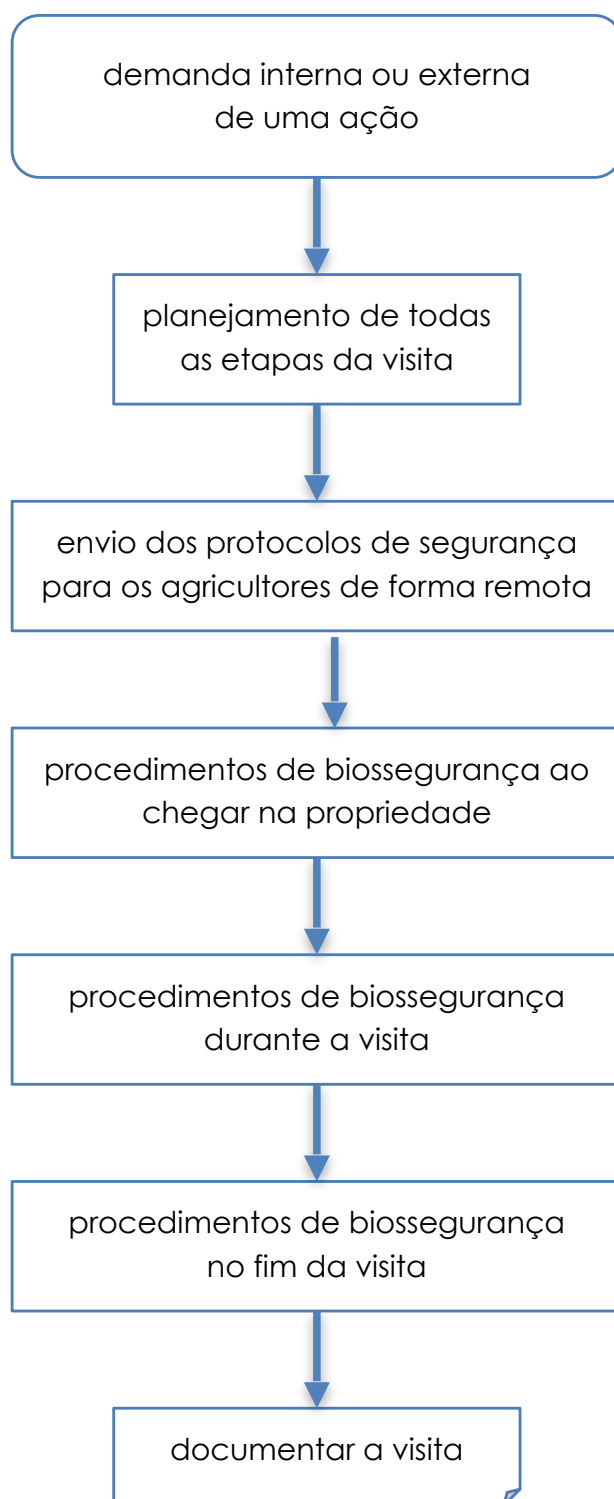 demanda interna ou externa
de uma ação
planejamento de todas
as etapas da visita
envio dos protocolos de segurança
para os agricultores de forma remota
procedimentos de biossegurança ao
chegar na propriedade
procedimentos de biossegurança
durante a visita
procedimentos de biossegurança
no fim da visita
documentar a visita